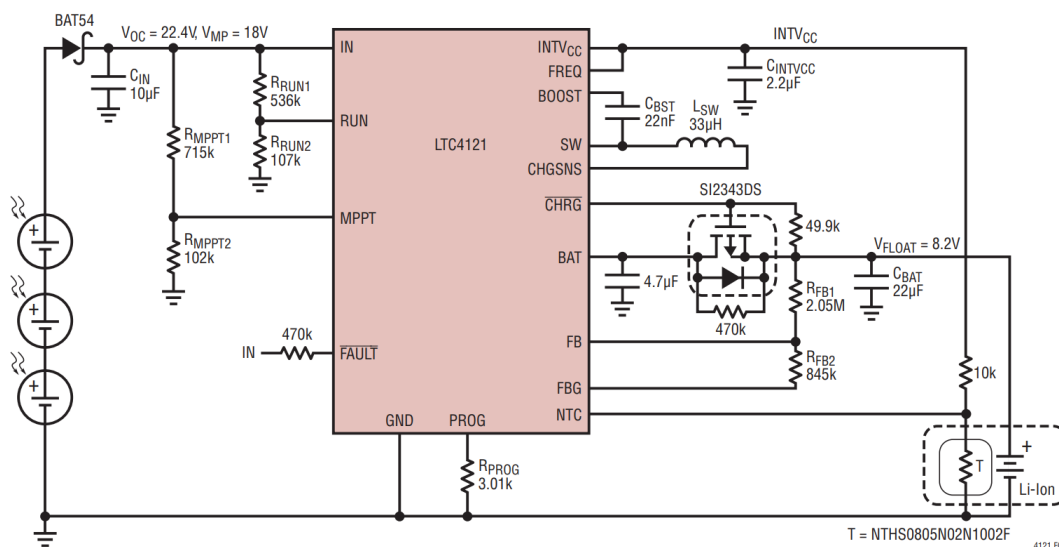 BAT54
V_OC = 22.4V, V_MP = 18V
C_IN
10µF
R_RUN1
536k
R_RUN2
107k
R_MPPT1
715k
R_MPPT2
102k
IN
470k
IN
RUN
MPPT
FAULT
GND
PROG
LTC4121
INTV_CC
FREQ
BOOST
SW
CHGSNS
CHRG
BAT
FB
FBG
NTC
R_PROG
3.01k
INTV_CC
C_INTVCC
2.2µF
C_BST
22nF
L_SW
33µH
SI2343DS
49.9k
V_FLOAT = 8.2V
4.7µF
470k
R_FB1
2.05M
C_BAT
22µF
R_FB2
845k
10k
+
+
+
T
+
Li-Ion
T = NTHS0805N02N1002F